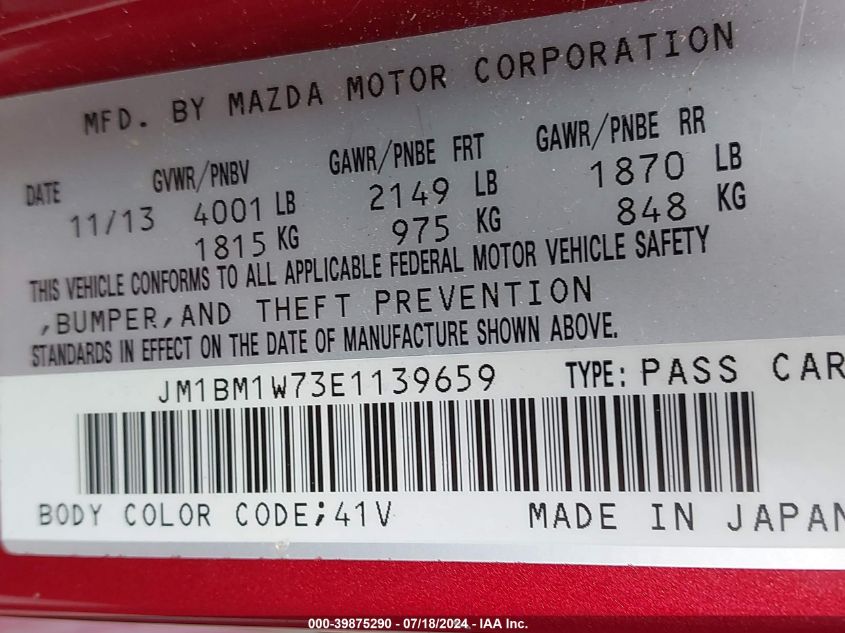 MFD. BY MAZDA MOTOR CORPORATION
DATE GVWR/PNBV GAWR/PNBE FRT GAWR/PNBE RR
11/13 4001 LB 2149 LB 1870 LB
1815 KG 975 KG 848 KG
THIS VEHICLE CONFORMS TO ALL APPLICABLE FEDERAL MOTOR VEHICLE SAFETY
,BUMPER,AND THEFT PREVENTION
STANDARDS IN EFFECT ON THE DATE OF MANUFACTURE SHOWN ABOVE.
JM1BM1W73E1139659 TYPE: PASS CAR
BODY COLOR CODE;41V MADE IN JAPAN
000-39875290 - 07/18/2024 - IAA Inc.